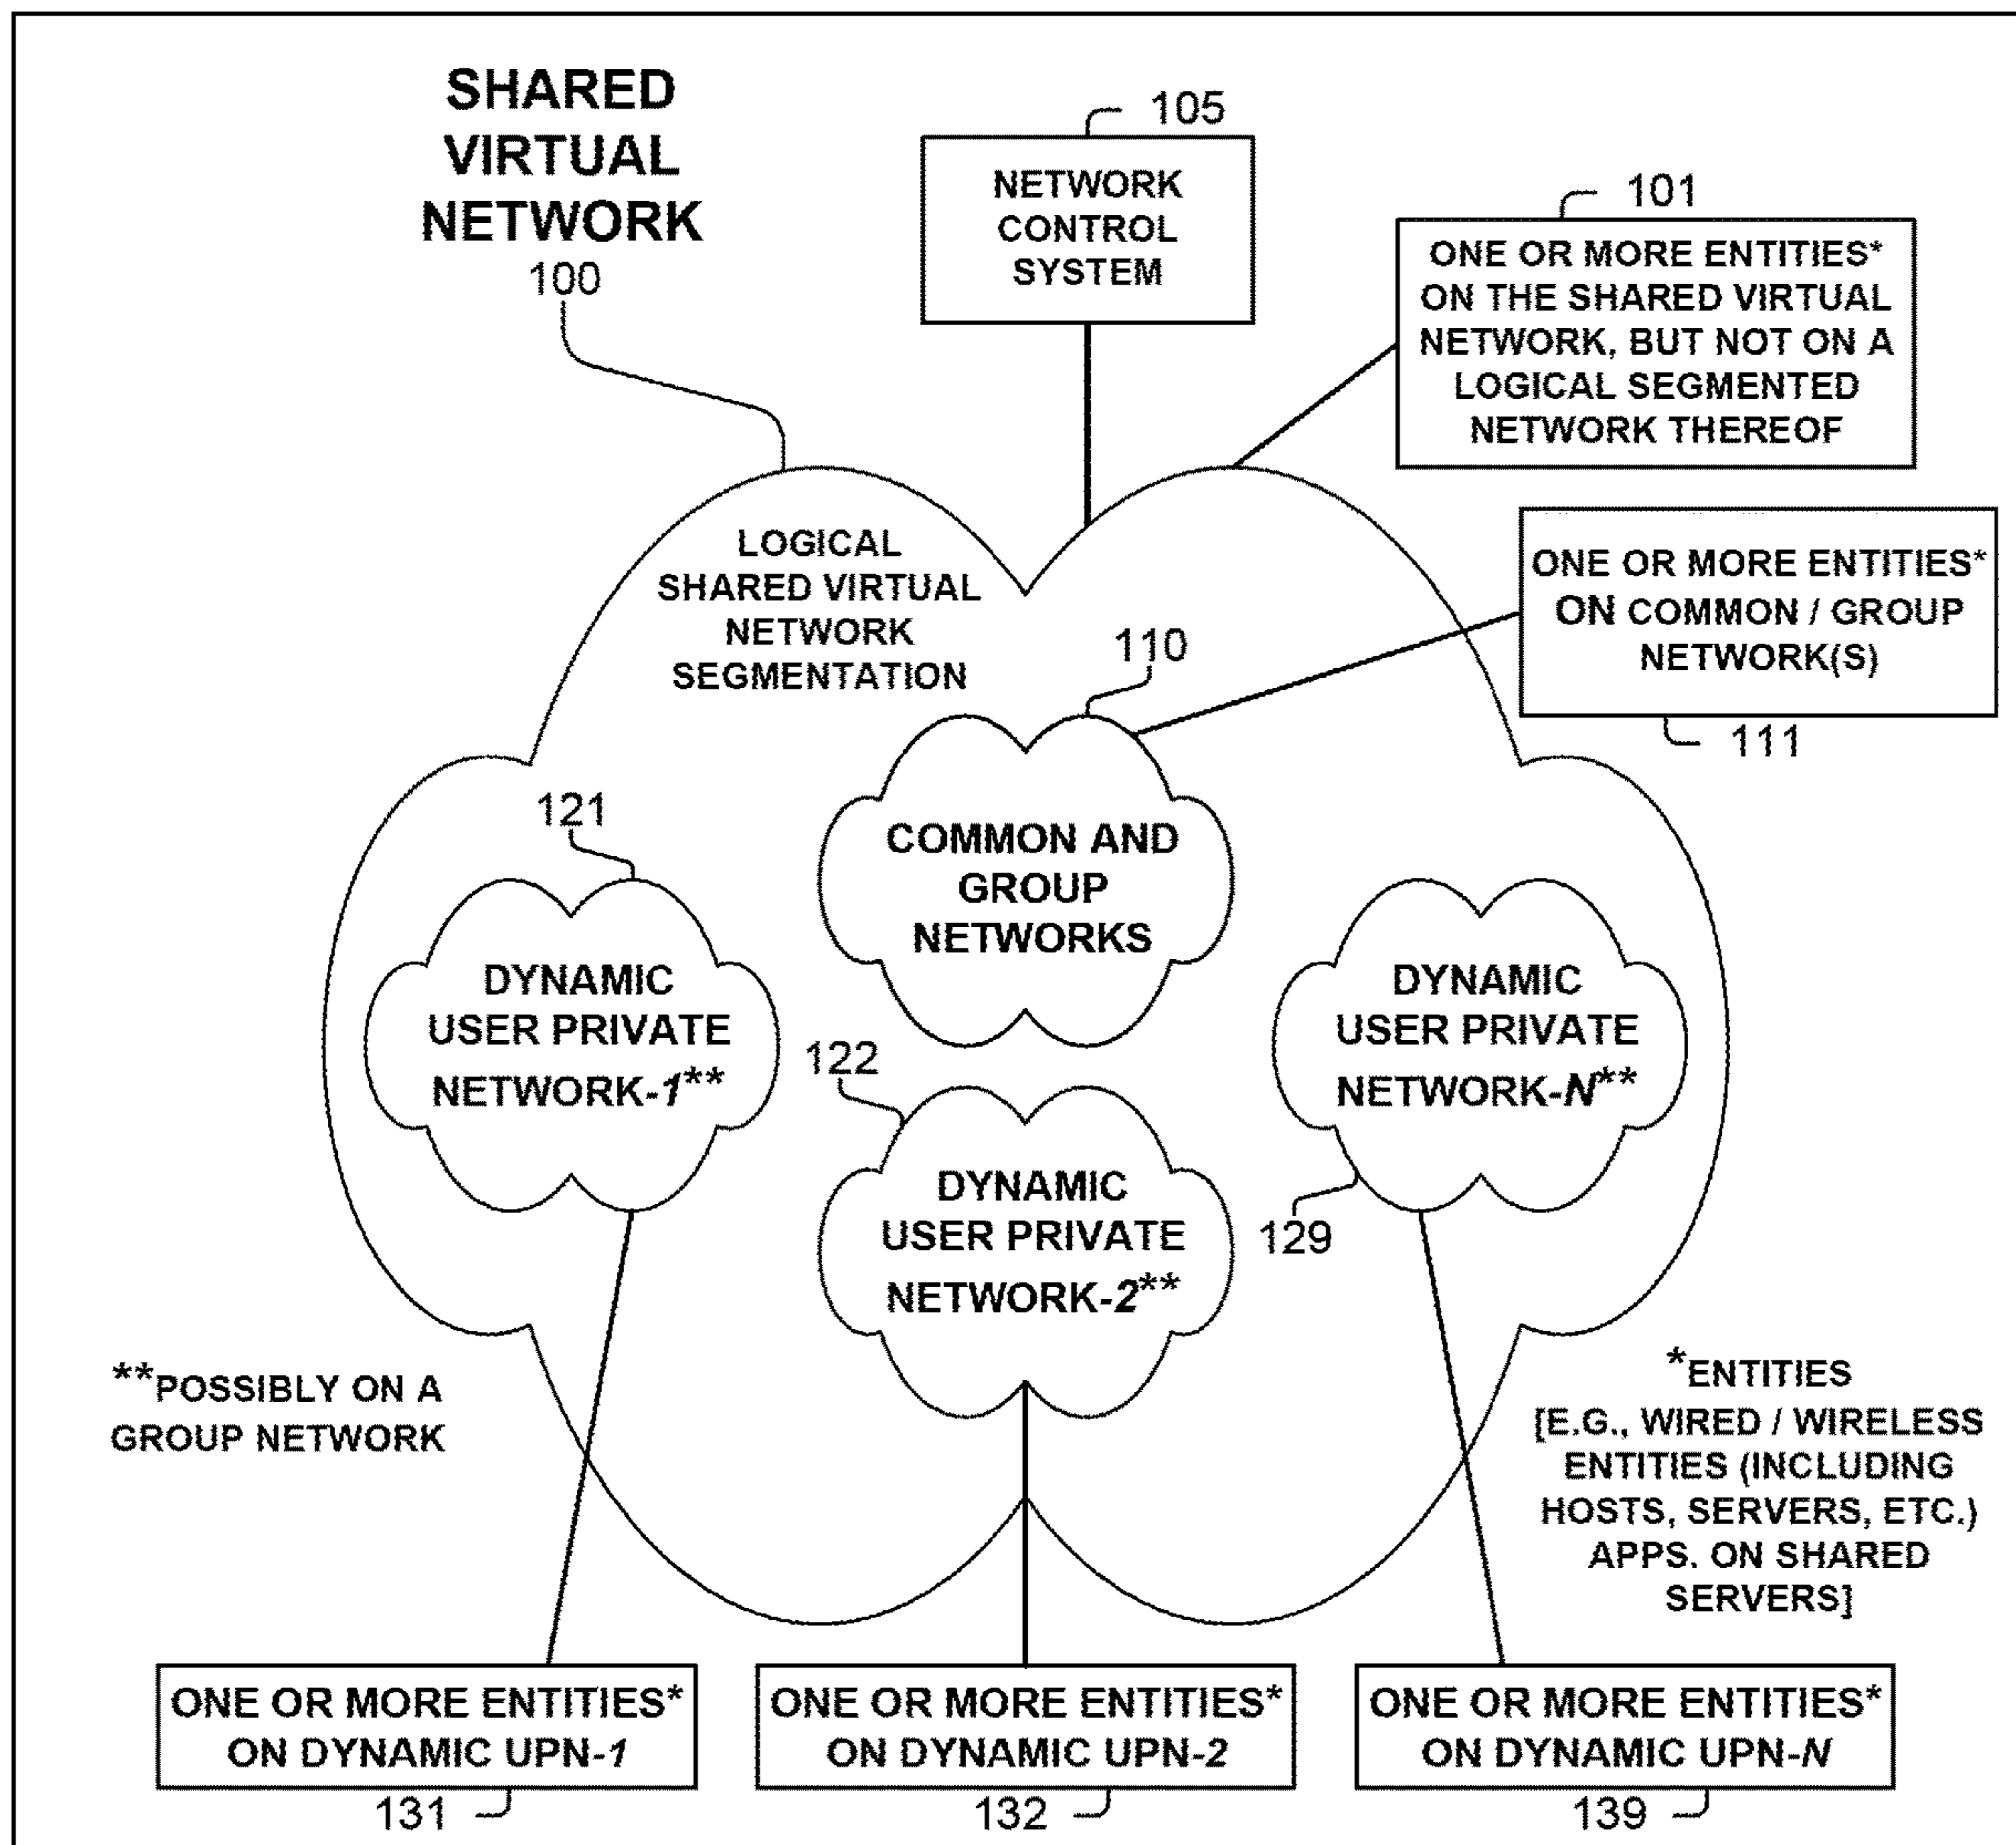 SHARED
VIRTUAL
NETWORK
100
105
NETWORK
CONTROL
SYSTEM
101
ONE OR MORE ENTITIES*
ON THE SHARED VIRTUAL
NETWORK, BUT NOT ON A
LOGICAL SEGMENTED
NETWORK THEREOF
LOGICAL
SHARED VIRTUAL
NETWORK
SEGMENTATION
ONE OR MORE ENTITIES*
ON COMMON / GROUP
NETWORK(S)
111
110
COMMON AND
GROUP
NETWORKS
121
DYNAMIC
USER PRIVATE
NETWORK-1**
122
DYNAMIC
USER PRIVATE
NETWORK-2**
DYNAMIC
USER PRIVATE
NETWORK-N**
129
**POSSIBLY ON A
GROUP NETWORK
*ENTITIES
[E.G., WIRED / WIRELESS
ENTITIES (INCLUDING
HOSTS, SERVERS, ETC.)
APPS. ON SHARED
SERVERS]
ONE OR MORE ENTITIES*
ON DYNAMIC UPN-1
131
ONE OR MORE ENTITIES*
ON DYNAMIC UPN-2
132
ONE OR MORE ENTITIES*
ON DYNAMIC UPN-N
139